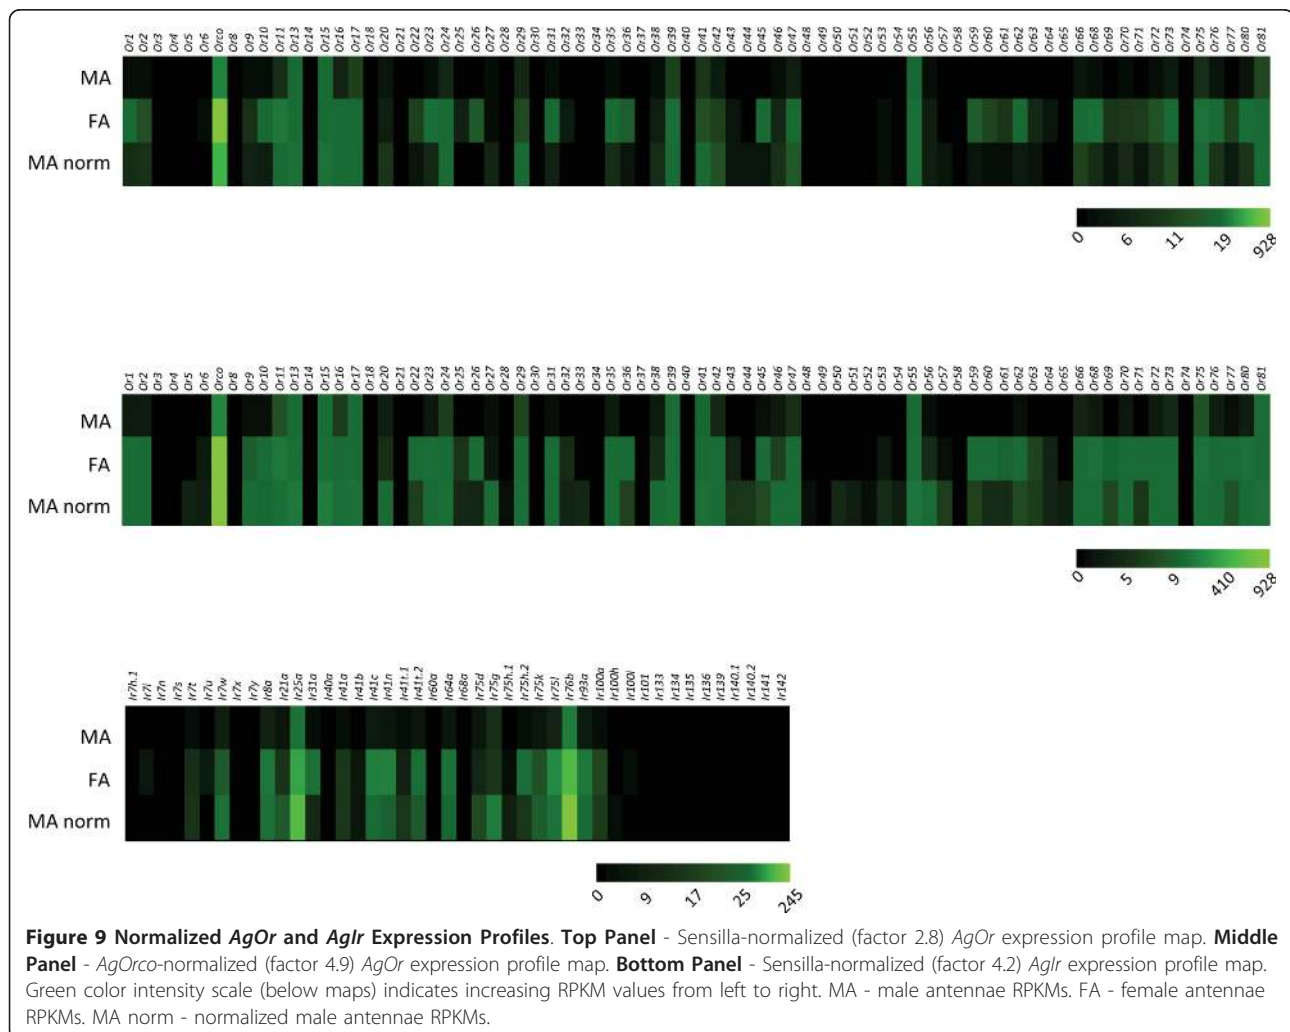 Or1 Or2 Or3 Or4 Or5 Or6 Orco Or8 Or9 Or10 Or11 Or13 Or14 Or15 Or16 Or17 Or18 Or20 Or21 Or22 Or23 Or24 Or25 Or26 Or27 Or28 Or29 Or30 Or31 Or32 Or33 Or34 Or35 Or36 Or37 Or38 Or39 Or40 Or41 Or42 Or43 Or44 Or45 Or46 Or47 Or48 Or49 Or50 Or51 Or52 Or53 Or54 Or55 Or56 Or57 Or58 Or59 Or60 Or61 Or62 Or63 Or64 Or65 Or66 Or68 Or69 Or70 Or71 Or72 Or73 Or74 Or75 Or76 Or77 Or80 Or81
MA
FA
MA norm
0 6 11 19 928
Or1 Or2 Or3 Or4 Or5 Or6 Orco Or8 Or9 Or10 Or11 Or13 Or14 Or15 Or16 Or17 Or18 Or20 Or21 Or22 Or23 Or24 Or25 Or26 Or27 Or28 Or29 Or30 Or31 Or32 Or33 Or34 Or35 Or36 Or37 Or38 Or39 Or40 Or41 Or42 Or43 Or44 Or45 Or46 Or47 Or48 Or49 Or50 Or51 Or52 Or53 Or54 Or55 Or56 Or57 Or58 Or59 Or60 Or61 Or62 Or63 Or64 Or65 Or66 Or68 Or69 Or70 Or71 Or72 Or73 Or74 Or75 Or76 Or77 Or80 Or81
MA
FA
MA norm
0 5 9 410 928
Ir7h.1 Ir7i Ir7n Ir7s Ir7t Ir7u Ir7w Ir7x Ir7y Ir8a Ir21a Ir25a Ir31a Ir40a Ir41a Ir41b Ir41c Ir41n Ir41t.1 Ir41t.2 Ir60a Ir64a Ir68a Ir75d Ir75g Ir75h.1 Ir75h.2 Ir75k Ir75l Ir76b Ir93a Ir100a Ir100h Ir100i Ir101 Ir133 Ir134 Ir135 Ir136 Ir139 Ir140.1 Ir140.2 Ir141 Ir142
MA
FA
MA norm
0 9 17 25 245
Figure 9 Normalized AgOr and AgIr Expression Profiles. Top Panel - Sensilla-normalized (factor 2.8) AgOr expression profile map. Middle
Panel - AgOrco-normalized (factor 4.9) AgOr expression profile map. Bottom Panel - Sensilla-normalized (factor 4.2) AgIr expression profile map.
Green color intensity scale (below maps) indicates increasing RPKM values from left to right. MA - male antennae RPKMs. FA - female antennae
RPKMs. MA norm - normalized male antennae RPKMs.